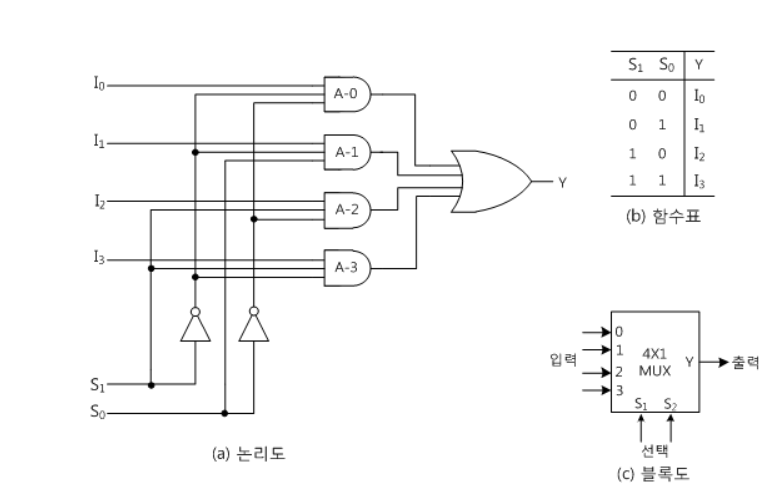 I₀
A-0
I₁
A-1
I₂
A-2
I₃
A-3
Y
S₁
S₀
(a) 논리도
S₁ S₀ Y
0 0 I₀
0 1 I₁
1 0 I₂
1 1 I₃
(b) 함수표
입력
0
1
2
3
4X1
MUX
Y
출력
S₁ S₂
선택
(c) 블록도